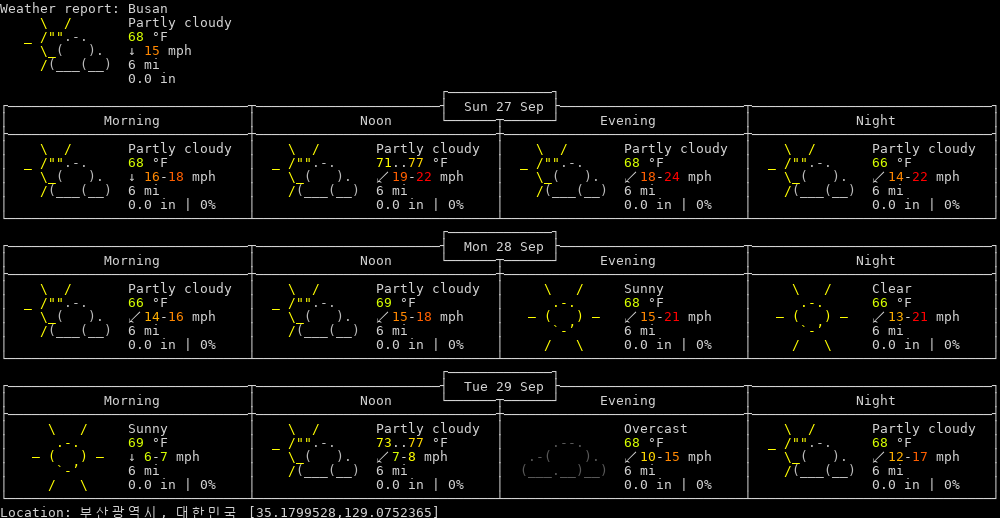 Weather report: Busan
Partly cloudy
68 °F
↓ 15 mph
6 mi
0.0 in
Sun 27 Sep
Morning Noon Evening Night
Partly cloudy Partly cloudy Partly cloudy Partly cloudy
68 °F 71..77 °F 68 °F 66 °F
↓ 16-18 mph ↙ 19-22 mph ↙ 18-24 mph ↙ 14-22 mph
6 mi 6 mi 6 mi 6 mi
0.0 in | 0% 0.0 in | 0% 0.0 in | 0% 0.0 in | 0%
Mon 28 Sep
Morning Noon Evening Night
Partly cloudy Partly cloudy Sunny Clear
66 °F 69 °F 68 °F 66 °F
↙ 14-16 mph ↙ 15-18 mph ↙ 15-21 mph ↙ 13-21 mph
6 mi 6 mi 6 mi 6 mi
0.0 in | 0% 0.0 in | 0% 0.0 in | 0% 0.0 in | 0%
Tue 29 Sep
Morning Noon Evening Night
Sunny Partly cloudy Overcast Partly cloudy
69 °F 73..77 °F 68 °F 68 °F
↓ 6-7 mph ↙ 7-8 mph ↙ 10-15 mph ↙ 12-17 mph
6 mi 6 mi 6 mi 6 mi
0.0 in | 0% 0.0 in | 0% 0.0 in | 0% 0.0 in | 0%
Location: 부산광역시, 대한민국 [35.1799528,129.0752365]